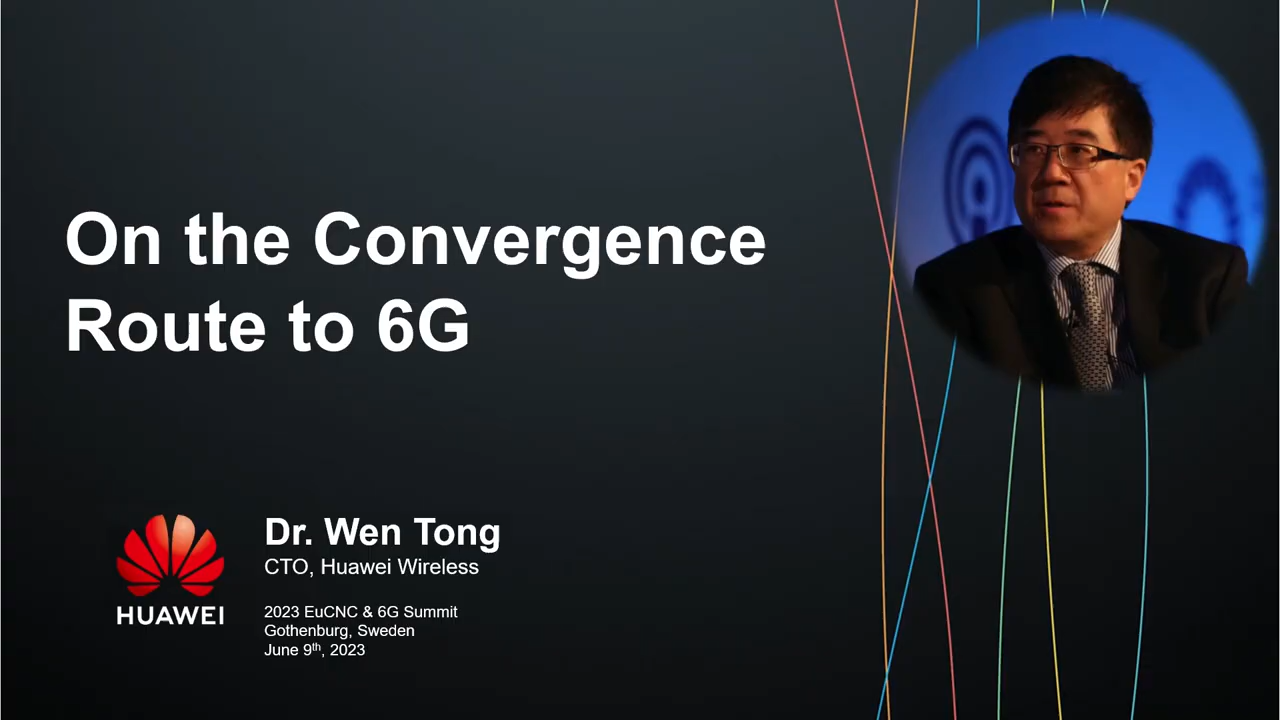 On the Convergence
Route to 6G
Dr. Wen Tong
CTO, Huawei Wireless
HUAWEI
2023 EuCNC & 6G Summit
Gothenburg, Sweden
June 9th, 2023